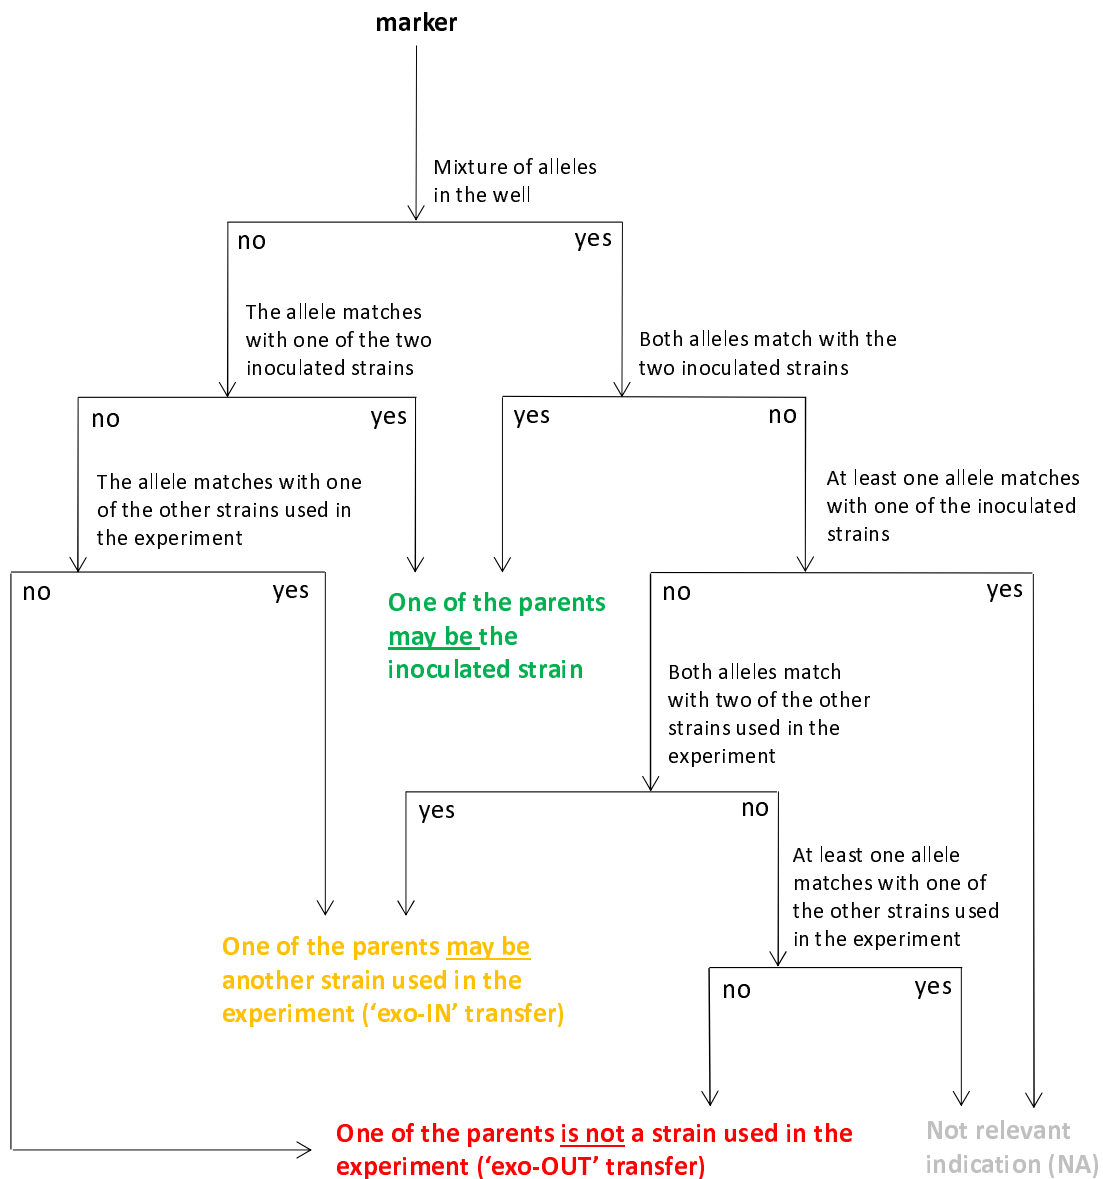 marker
Mixture of alleles
in the well
no
yes
The allele matches
with one of the two
inoculated strains
Both alleles match with the
two inoculated strains
no
yes
yes
no
The allele matches with one
of the other strains used in
the experiment
At least one allele matches
with one of the inoculated
strains
no
yes
One of the parents
may be the
inoculated strain
no
yes
Both alleles match
with two of the other
strains used in the
experiment
yes
no
At least one allele
matches with one of
the other strains used
in the experiment
One of the parents may be
another strain used in the
experiment (‘exo-IN’ transfer)
no
yes
One of the parents is not a strain used in the
experiment (‘exo-OUT’ transfer)
Not relevant
indication (NA)